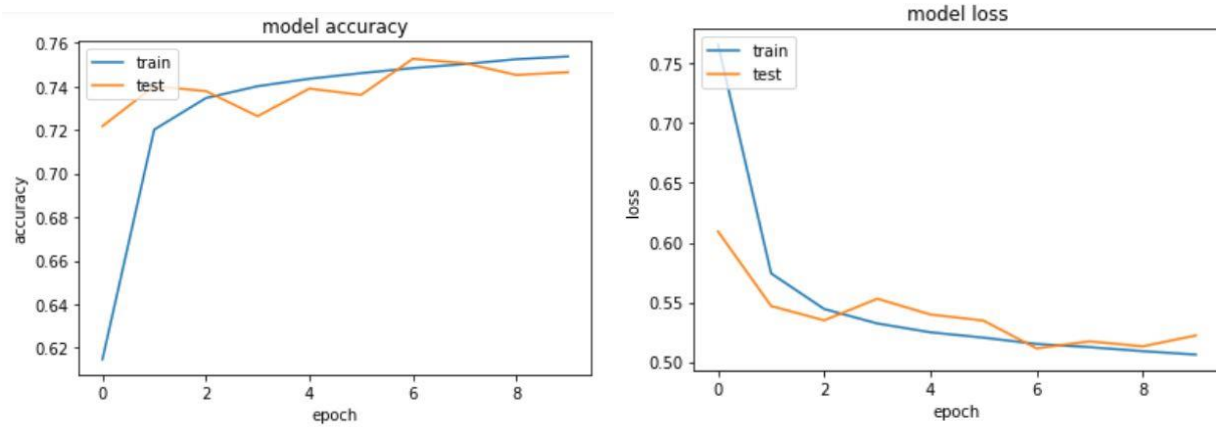 model accuracy
0.76
0.74
0.72
0.70
0.68
0.66
0.64
0.62
accuracy
train
test
0 2 4 6 8
epoch
model loss
0.75
0.70
0.65
0.60
0.55
0.50
loss
train
test
0 2 4 6 8
epoch